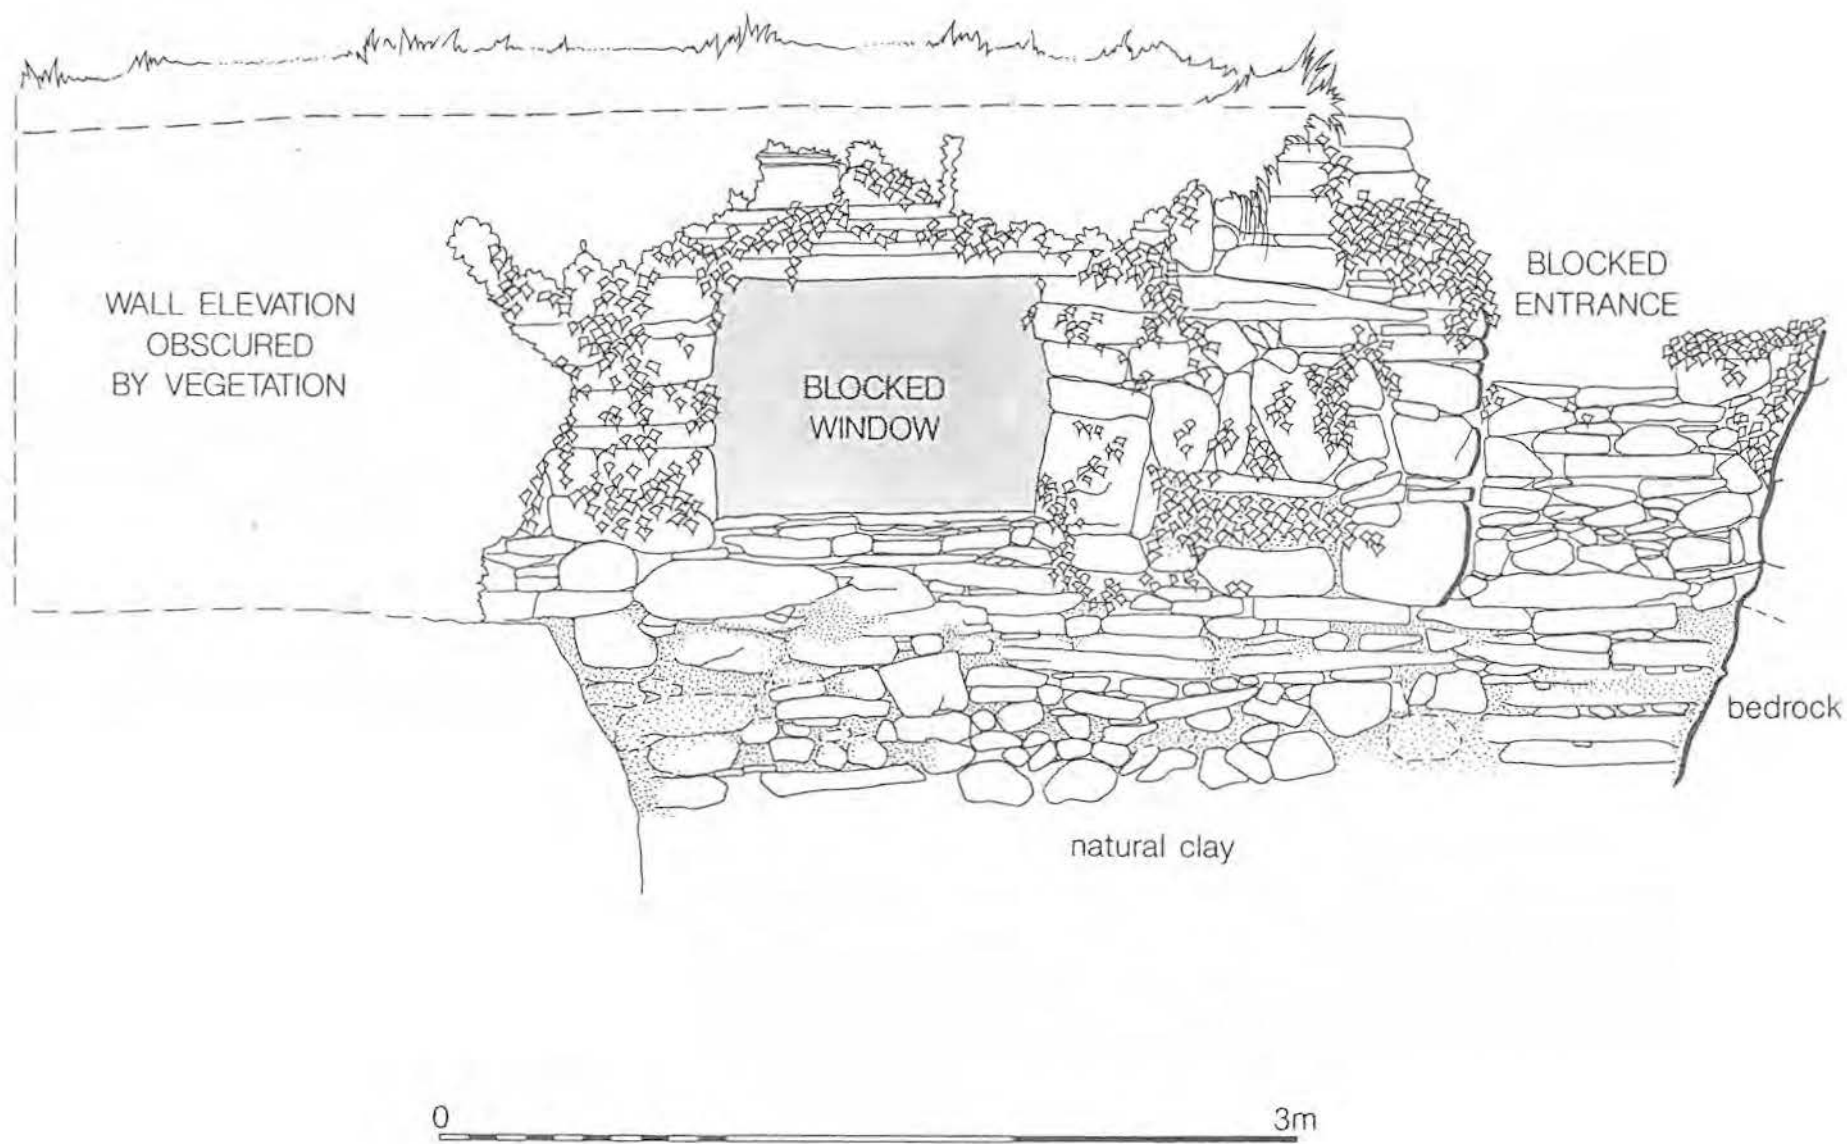 WALL ELEVATION
OBSCURED
BY VEGETATION
BLOCKED
WINDOW
BLOCKED
ENTRANCE
bedrock
natural clay
0
3m